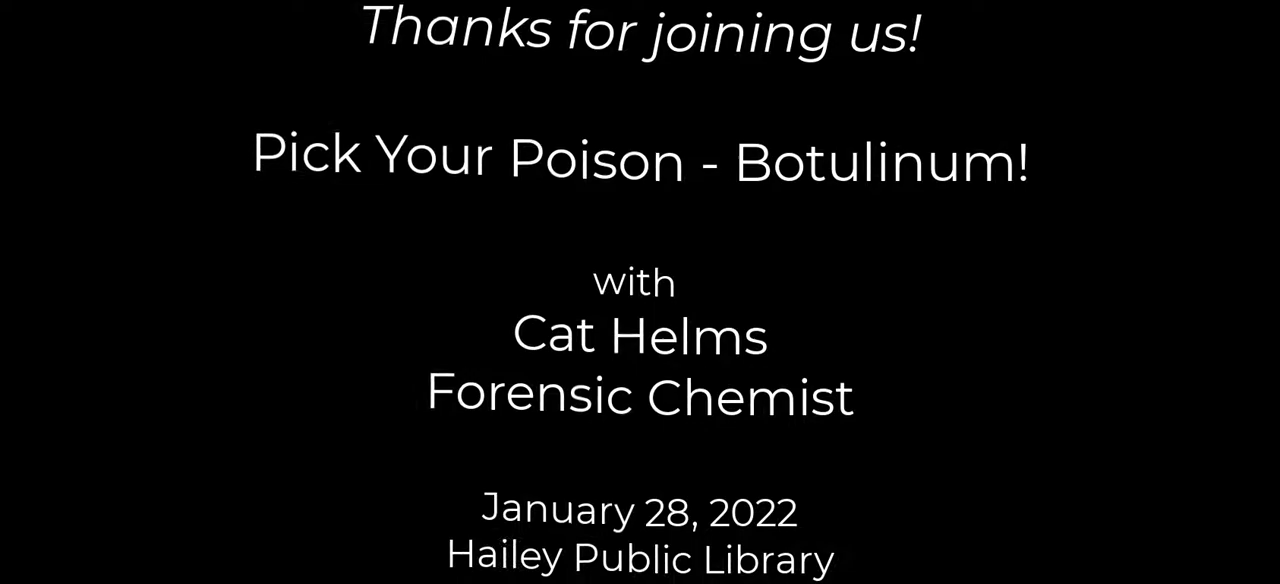 Thanks for joining us!
Pick Your Poison - Botulinum!
with
Cat Helms
Forensic Chemist
January 28, 2022
Hailey Public Library